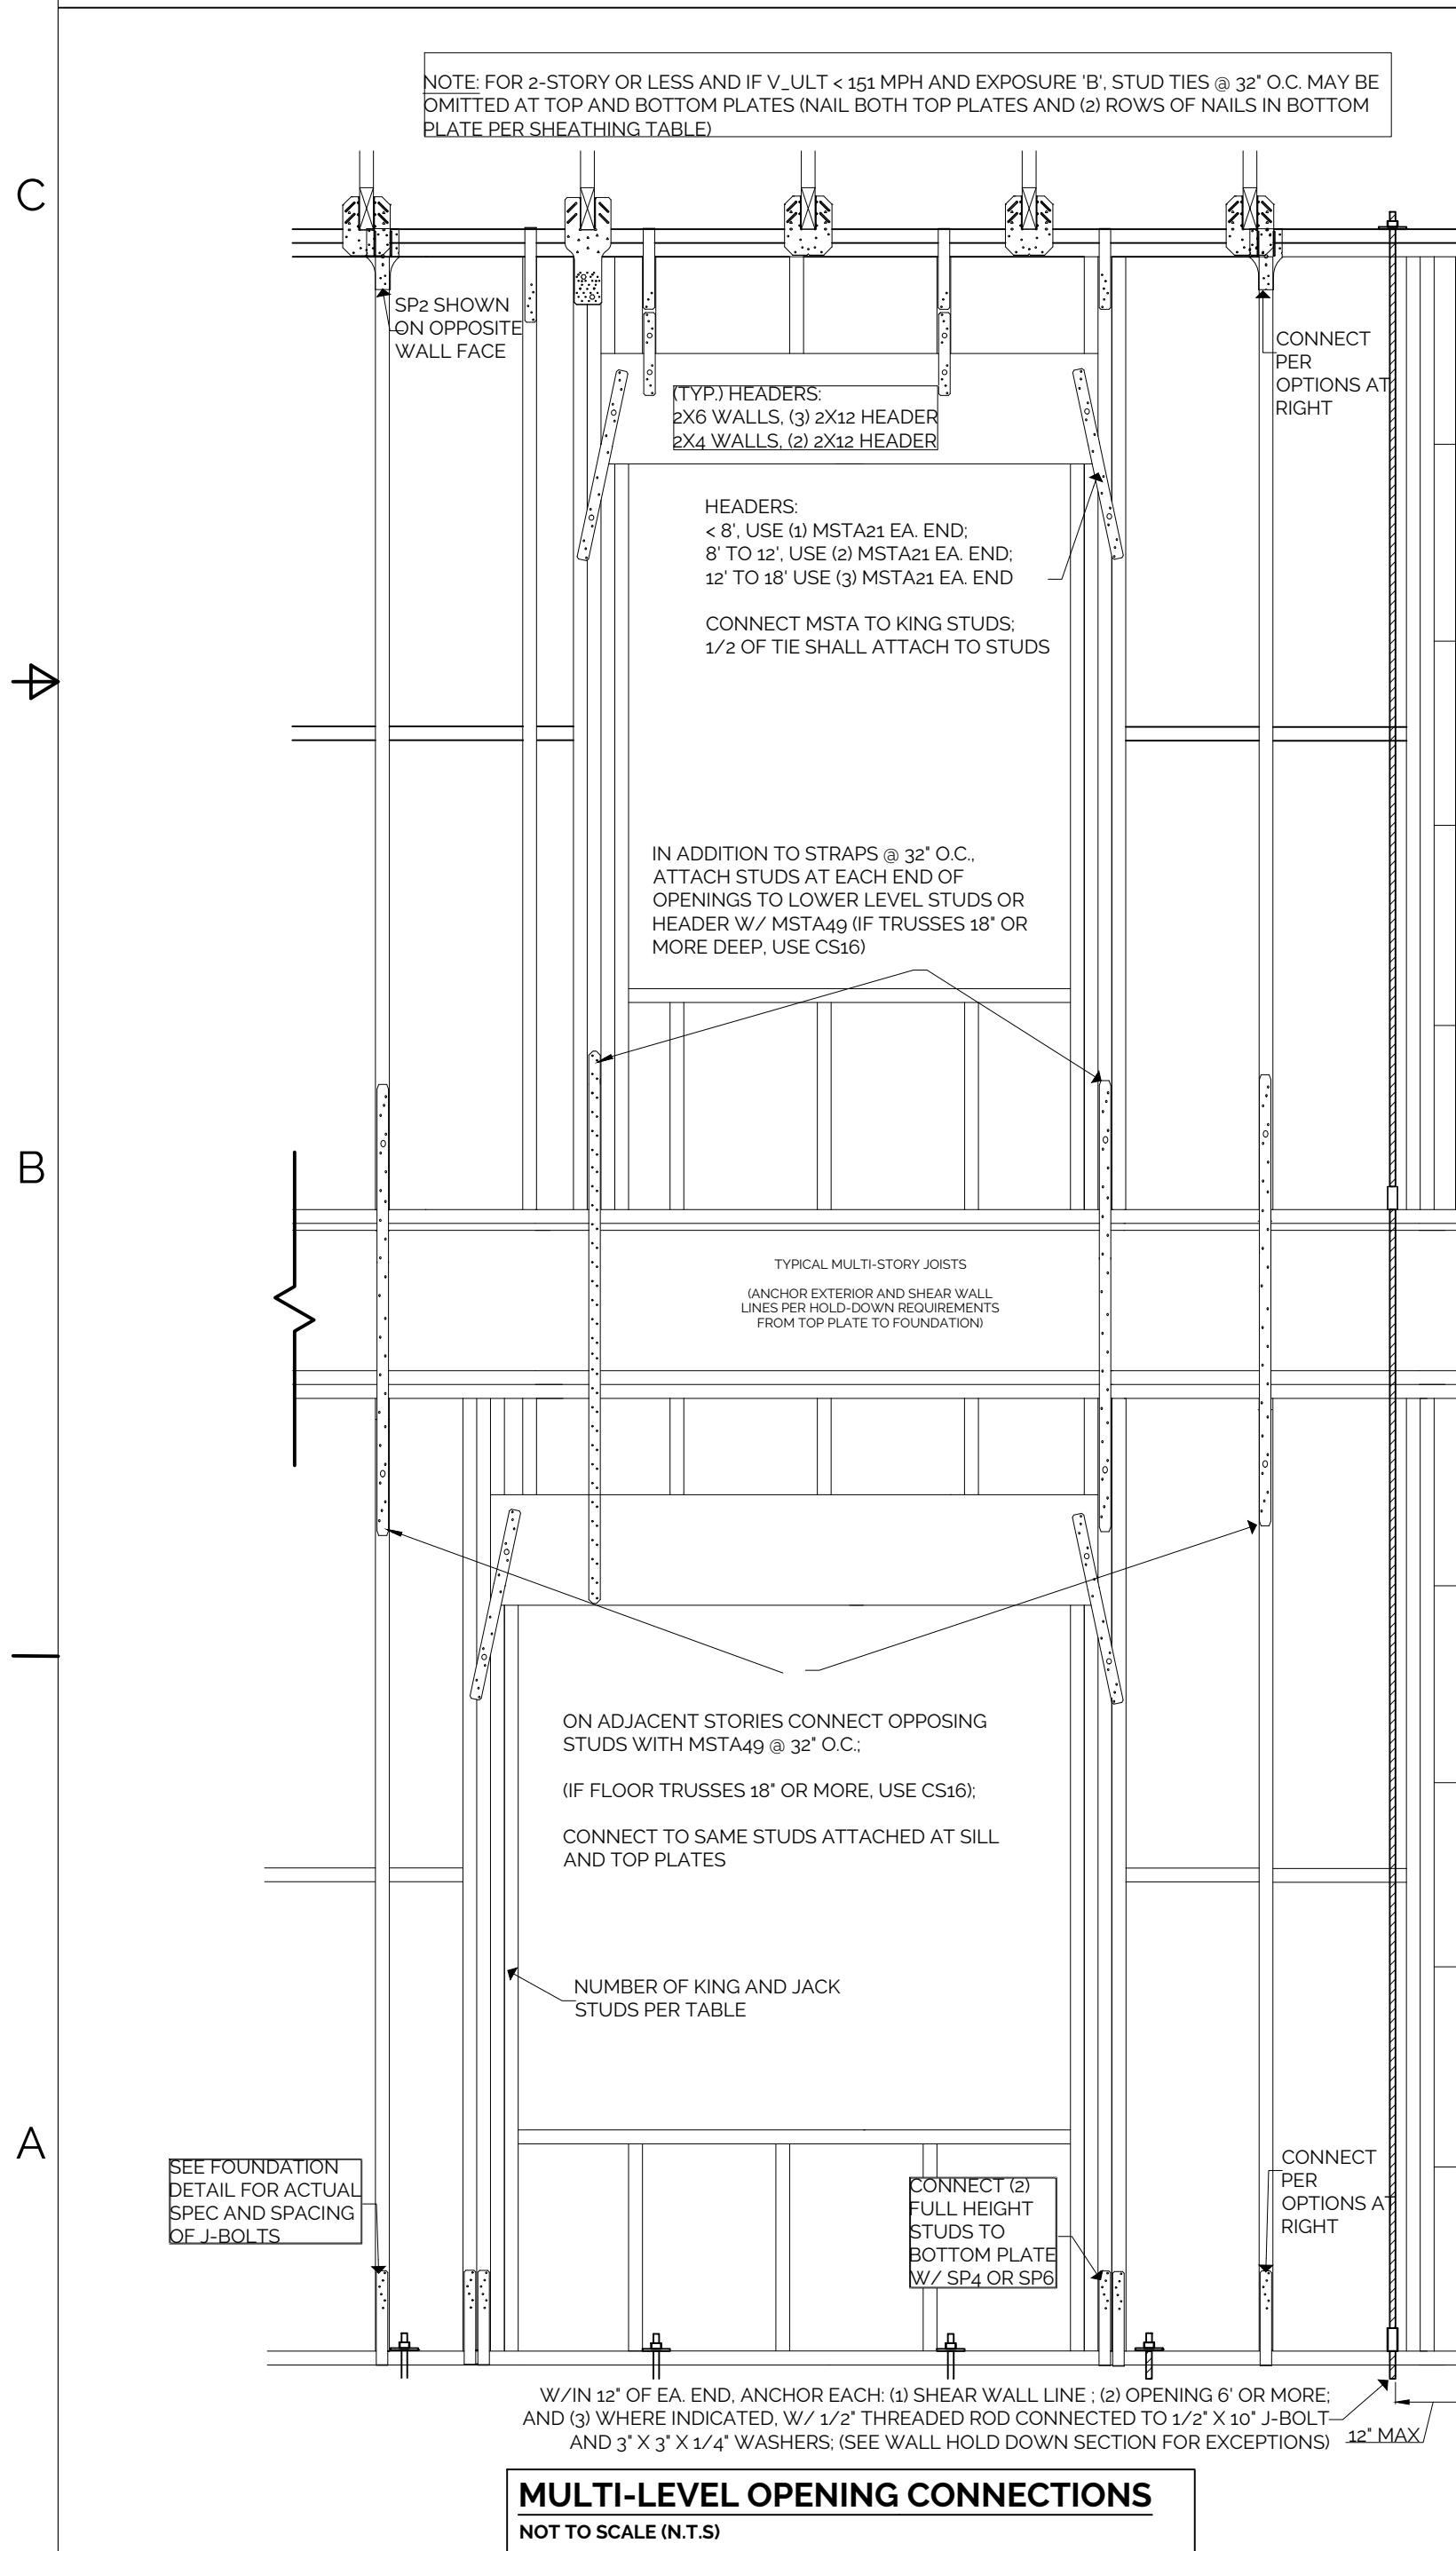 NOTE: FOR 2-STORY OR LESS AND IF V_ULT < 151 MPH AND EXPOSURE 'B', STUD TIES @ 32" O.C. MAY BE
OMITTED AT TOP AND BOTTOM PLATES (NAIL BOTH TOP PLATES AND (2) ROWS OF NAILS IN BOTTOM
PLATE PER SHEATHING TABLE)
C
SP2 SHOWN
ON OPPOSITE
WALL FACE
CONNECT
PER
OPTIONS AT
RIGHT
(TYP.) HEADERS:
2X6 WALLS, (3) 2X12 HEADER
2X4 WALLS, (2) 2X12 HEADER
HEADERS:
< 8', USE (1) MSTA21 EA. END;
8' TO 12', USE (2) MSTA21 EA. END;
12' TO 18' USE (3) MSTA21 EA. END
CONNECT MSTA TO KING STUDS;
1/2 OF TIE SHALL ATTACH TO STUDS
IN ADDITION TO STRAPS @ 32" O.C.,
ATTACH STUDS AT EACH END OF
OPENINGS TO LOWER LEVEL STUDS OR
HEADER W/ MSTA49 (IF TRUSSES 18" OR
MORE DEEP, USE CS16)
B
TYPICAL MULTI-STORY JOISTS
(ANCHOR EXTERIOR AND SHEAR WALL
LINES PER HOLD-DOWN REQUIREMENTS
FROM TOP PLATE TO FOUNDATION)
ON ADJACENT STORIES CONNECT OPPOSING
STUDS WITH MSTA49 @ 32" O.C.;
(IF FLOOR TRUSSES 18" OR MORE, USE CS16);
CONNECT TO SAME STUDS ATTACHED AT SILL
AND TOP PLATES
NUMBER OF KING AND JACK
STUDS PER TABLE
A
SEE FOUNDATION
DETAIL FOR ACTUAL
SPEC AND SPACING
OF J-BOLTS
CONNECT (2)
FULL HEIGHT
STUDS TO
BOTTOM PLATE
W/ SP4 OR SP6
CONNECT
PER
OPTIONS AT
RIGHT
W/IN 12" OF EA. END, ANCHOR EACH: (1) SHEAR WALL LINE ; (2) OPENING 6' OR MORE;
AND (3) WHERE INDICATED, W/ 1/2" THREADED ROD CONNECTED TO 1/2" X 10" J-BOLT
AND 3" X 3" X 1/4" WASHERS; (SEE WALL HOLD DOWN SECTION FOR EXCEPTIONS)
12" MAX
MULTI-LEVEL OPENING CONNECTIONS
NOT TO SCALE (N.T.S)